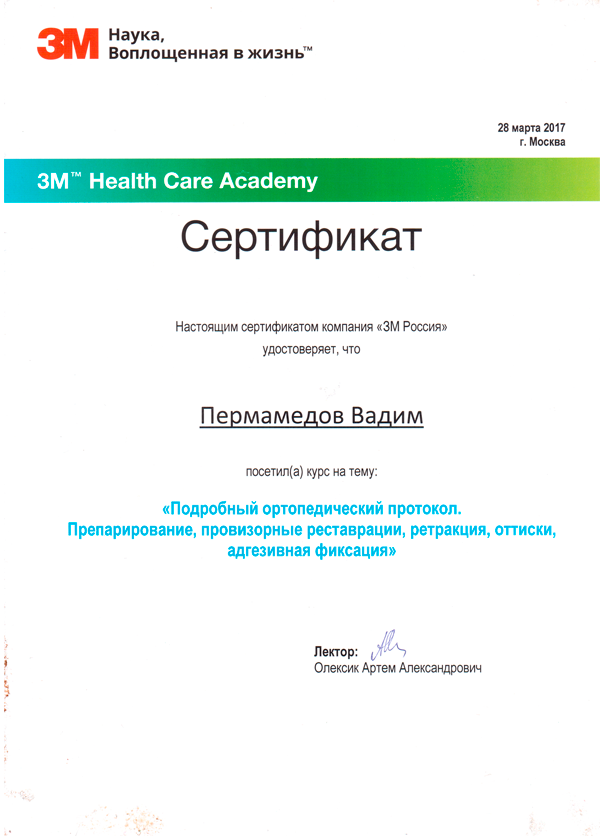 3M Наука,
Воплощенная в жизнь™
28 марта 2017
г. Москва
3M™ Health Care Academy
Сертификат
Настоящим сертификатом компания «3М Россия»
удостоверяет, что
Пермамедов Вадим
посетил(а) курс на тему:
«Подробный ортопедический протокол.
Препарирование, провизорные реставрации, ретракция, оттиски,
адгезивная фиксация»
Лектор:
Олексик Артем Александрович